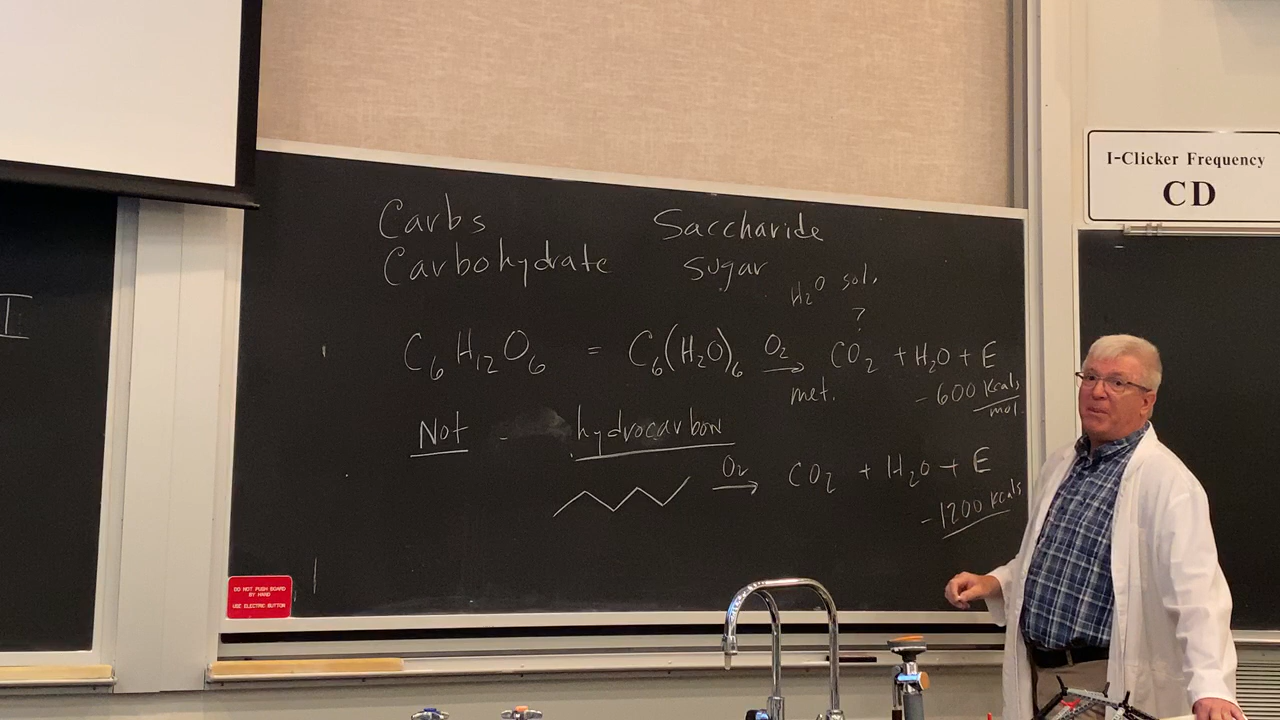 I
Carbs Saccharide
Carbohydrate sugar
H₂O sol.
?
C₆H₁₂O₆ = C₆(H₂O)₆ O₂ → CO₂ + H₂O + E
met. -600 Kcals/mol.
Not - hydrocarbon
O₂ → CO₂ + H₂O + E
-1200 Kcals
I-Clicker Frequency
CD
DO NOT PUSH BOARD
BY HAND
USE ELECTRIC BUTTON